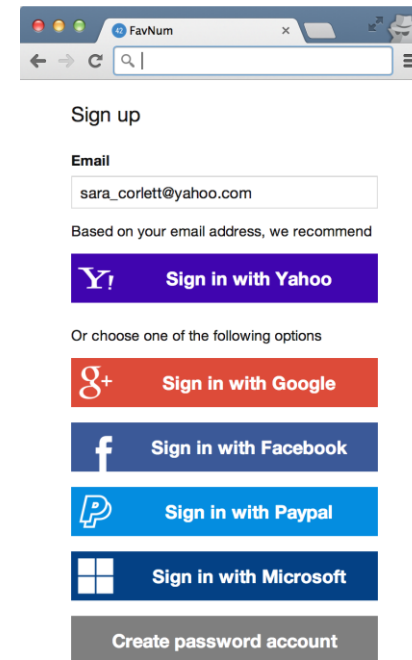 42 FavNum
Sign up
Email
sara_corlett@yahoo.com
Based on your email address, we recommend
Y! Sign in with Yahoo
Or choose one of the following options
g+ Sign in with Google
f Sign in with Facebook
P Sign in with Paypal
Sign in with Microsoft
Create password account